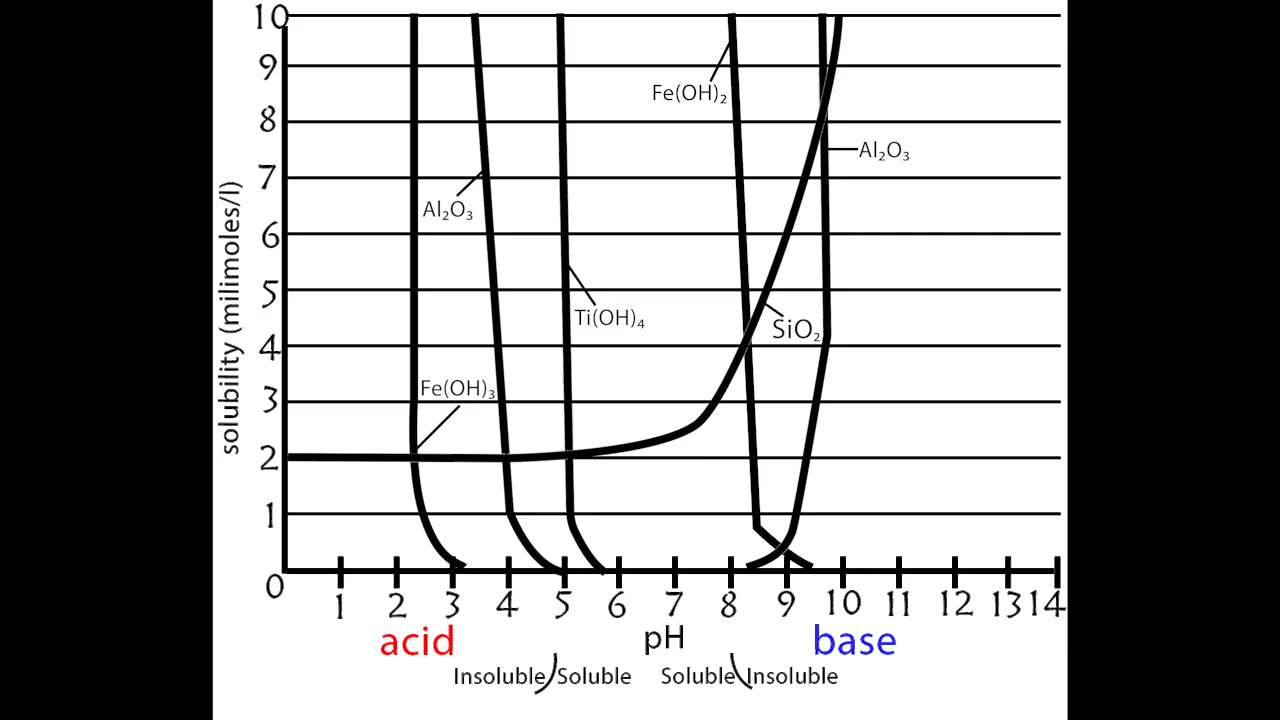 10
9
8
7
6
5
4
3
2
1
0
solubility (milimoles/l)
Fe(OH)₂
Al₂O₃
Al₂O₃
Ti(OH)₄
SiO₂
Fe(OH)₃
1 2 3 4 5 6 7 8 9 10 11 12 13 14
acid pH base
Insoluble Soluble Soluble Insoluble